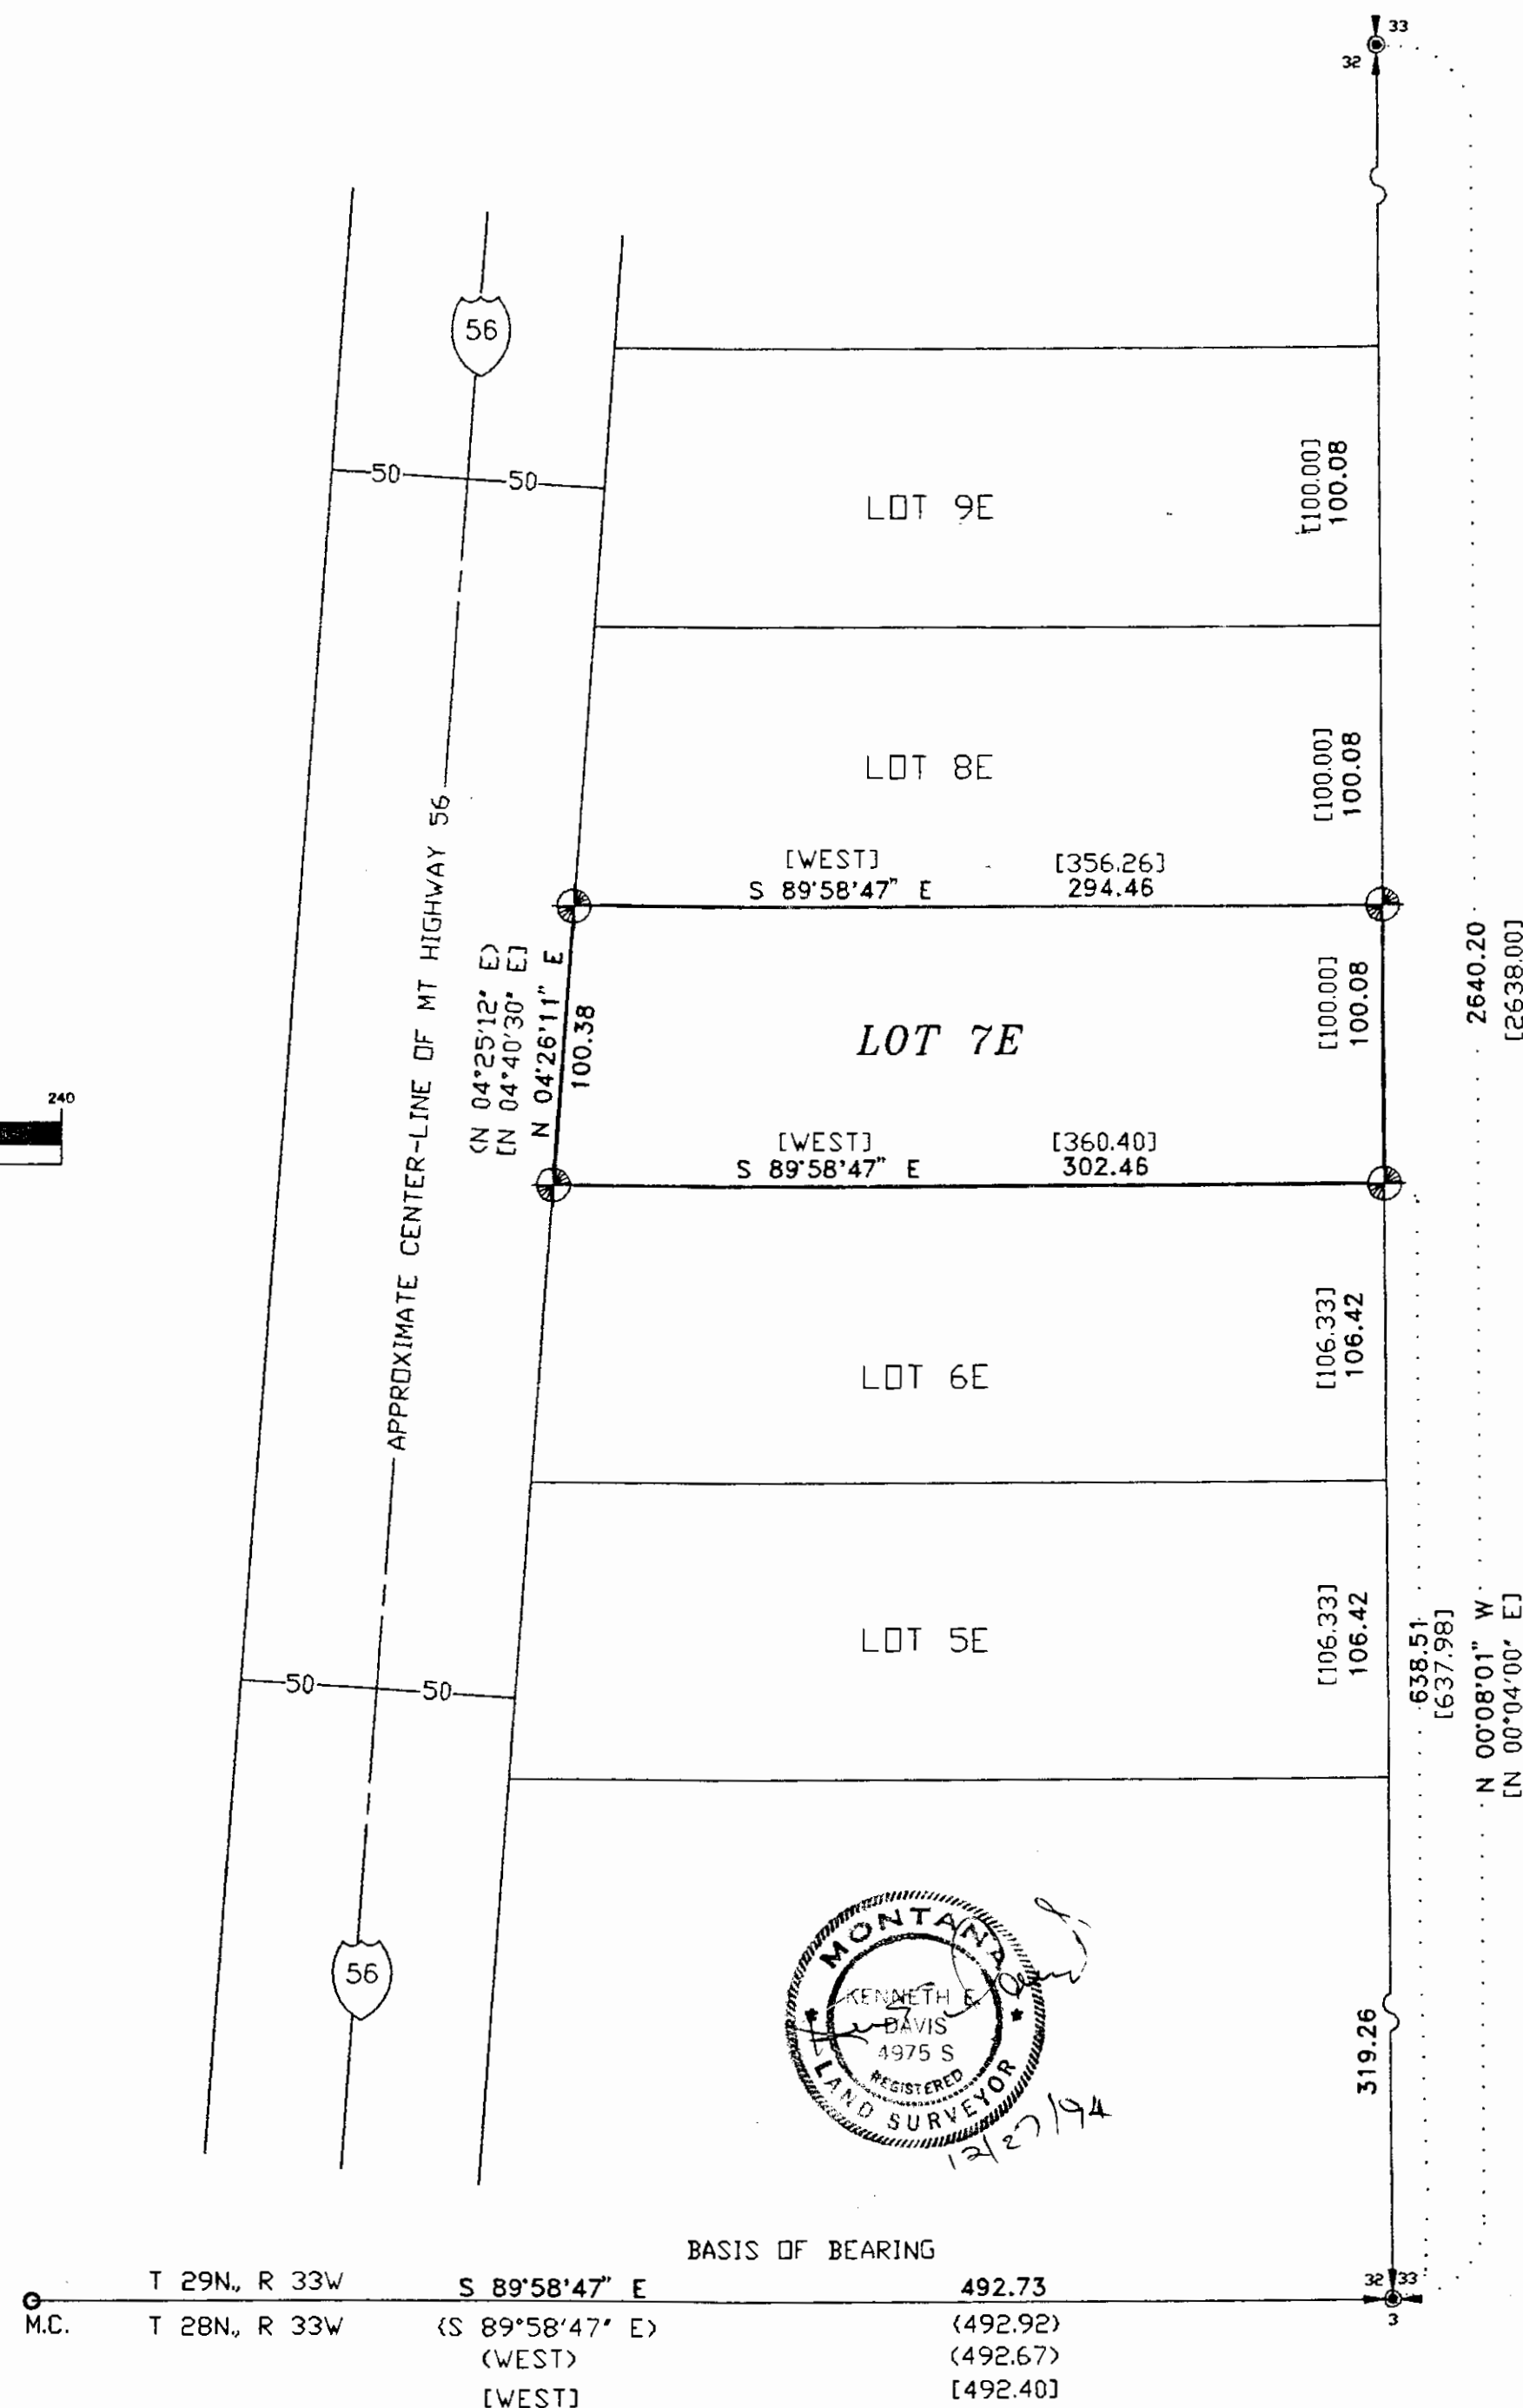 33
32
56
50 50
LOT 9E
[100.00]
100.08
LOT 8E
[100.00]
100.08
[WEST] [356.26]
S 89°58'47" E 294.46
APPROXIMATE CENTER-LINE OF MT HIGHWAY 56
(N 04°25'12" E)
[N 04°40'30" E]
N 04°26'11" E
100.38
LOT 7E
[100.00]
100.08
2640.20
[2638.00]
240
[WEST] [360.40]
S 89°58'47" E 302.46
LOT 6E
[106.33]
106.42
LOT 5E
[106.33]
106.42
50 50
638.51
[637.98]
N 00°08'01" W
[N 00°04'00" E]
56
MONTANA
KENNETH E.
DAVIS
4975 S
REGISTERED
LAND SURVEYOR
12/27/94
319.26
BASIS OF BEARING
T 29N., R 33W S 89°58'47" E 492.73
32 33
M.C. T 28N., R 33W (S 89°58'47" E) (492.92)
3
(WEST) (492.67)
[WEST] [492.40]